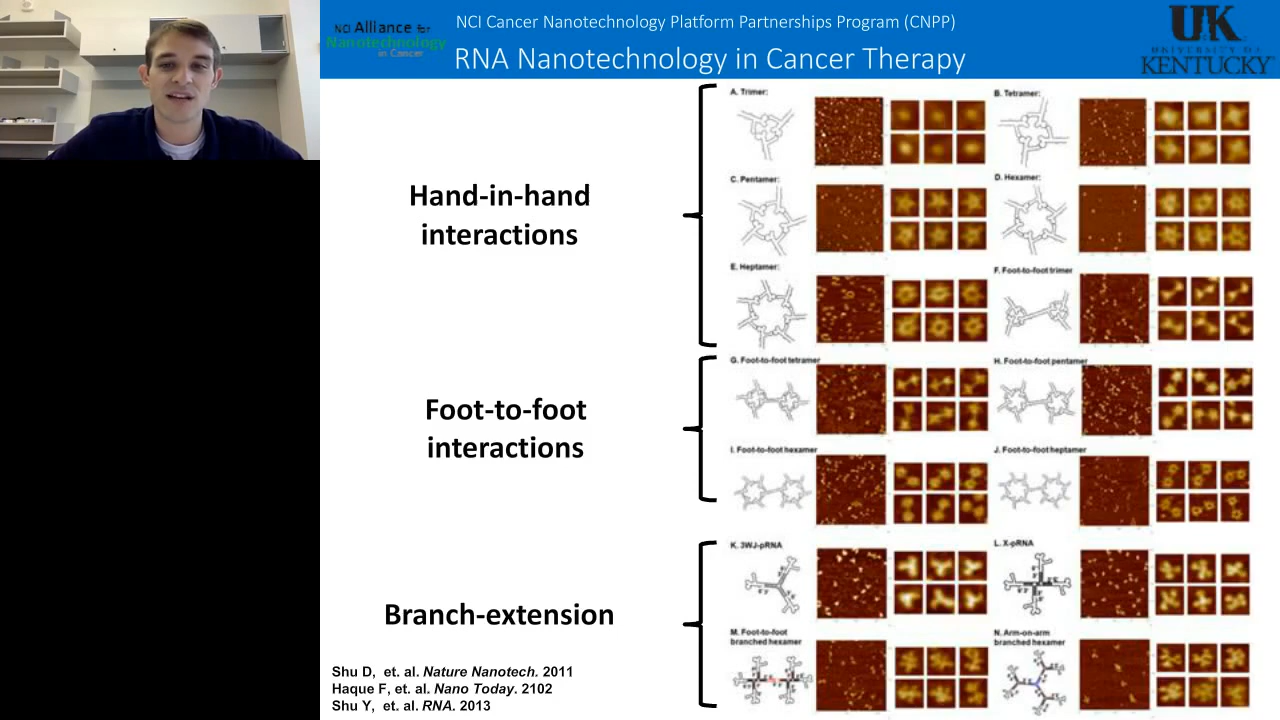 NCI Alliance for
Nanotechnology
in Cancer
NCI Cancer Nanotechnology Platform Partnerships Program (CNPP)
RNA Nanotechnology in Cancer Therapy
UK
UNIVERSITY OF
KENTUCKY
Hand-in-hand
interactions
A. Trimer:
B. Tetramer:
C. Pentamer:
D. Hexamer:
E. Heptamer:
F. Foot-to-foot trimer
Foot-to-foot
interactions
G. Foot-to-foot tetramer
H. Foot-to-foot pentamer
I. Foot-to-foot hexamer
J. Foot-to-foot heptamer
Branch-extension
K. 3WJ-pRNA
L. X-pRNA
M. Foot-to-foot
branched hexamer
N. Arm-on-arm
branched hexamer
Shu D, et. al. Nature Nanotech. 2011
Haque F, et. al. Nano Today. 2102
Shu Y, et. al. RNA. 2013